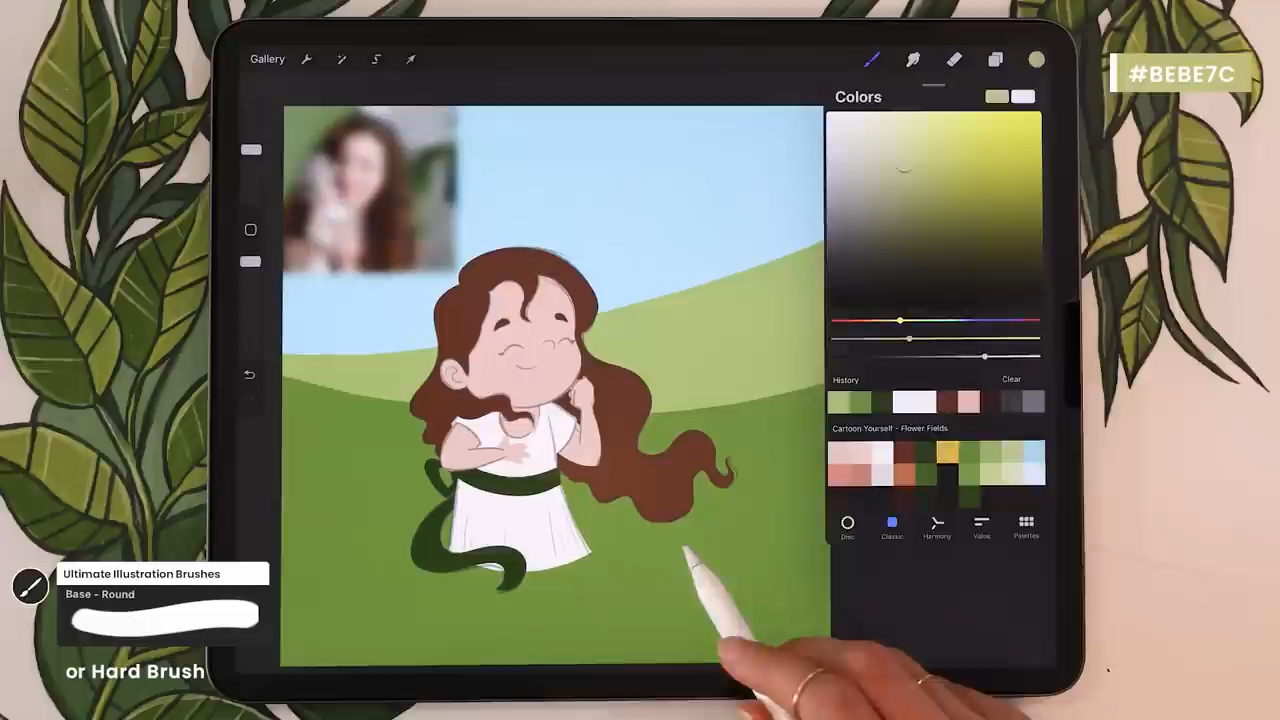 Gallery
#BEBE7C
Colors
History
Clear
Cartoon Yourself - Flower Fields
Disc
Classic
Harmony
Value
Palettes
Ultimate Illustration Brushes
Base - Round
or Hard Brush